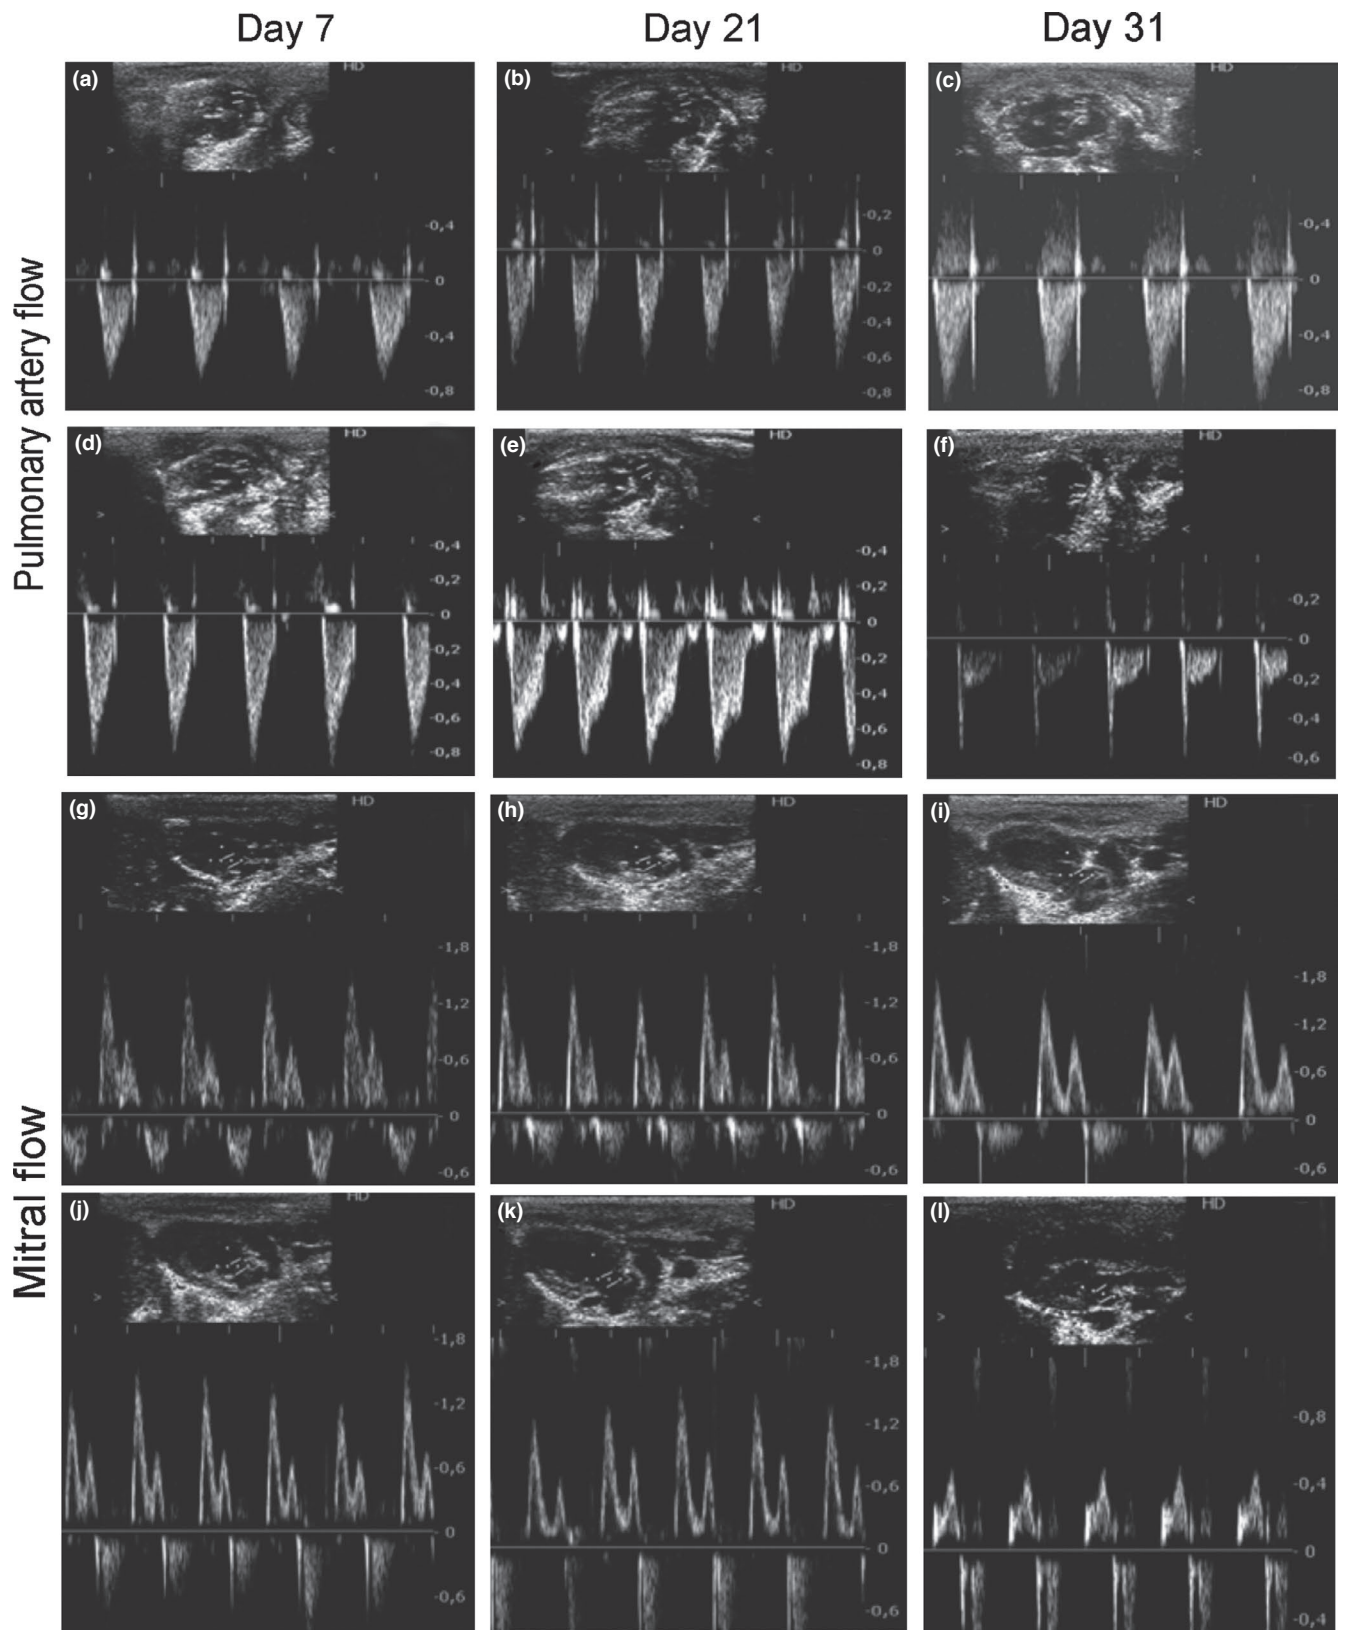 Day 7
Day 21
Day 31
Pulmonary artery flow
Mitral flow
(a)
HD
-0,4
0
-0,4
-0,8
(b)
HD
-0,2
0
-0,2
-0,4
-0,6
-0,8
(c)
HD
-0,4
0
-0,4
-0,8
(d)
HD
-0,4
-0,2
0
-0,2
-0,4
-0,6
-0,8
(e)
HD
-0,4
-0,2
0
-0,2
-0,4
-0,6
-0,8
(f)
HD
-0,2
0
-0,2
-0,4
-0,6
(g)
HD
-1,8
-1,2
-0,6
0
-0,6
(h)
HD
-1,8
-1,2
-0,6
0
-0,6
(i)
HD
-1,8
-1,2
-0,6
0
-0,6
(j)
HD
-1,8
-1,2
-0,6
0
-0,6
(k)
HD
-1,8
-1,2
-0,6
0
-0,6
(l)
HD
-0,8
-0,4
0
-0,4